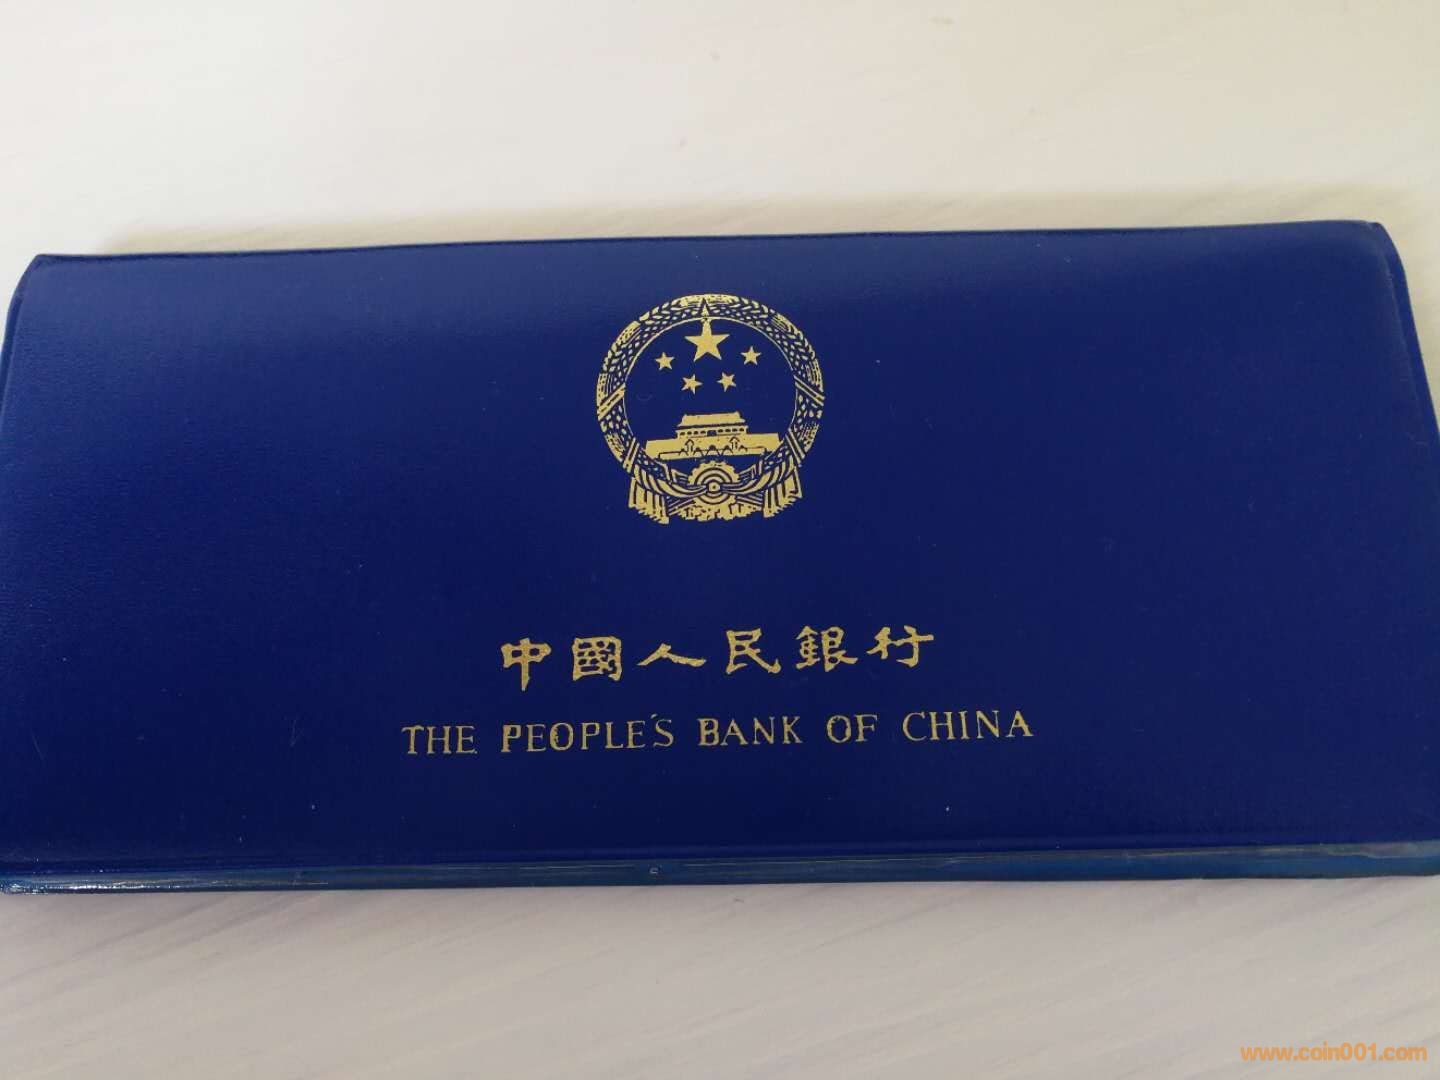 中國人民銀行
THE PEOPLE'S BANK OF CHINA
www.coin001.com